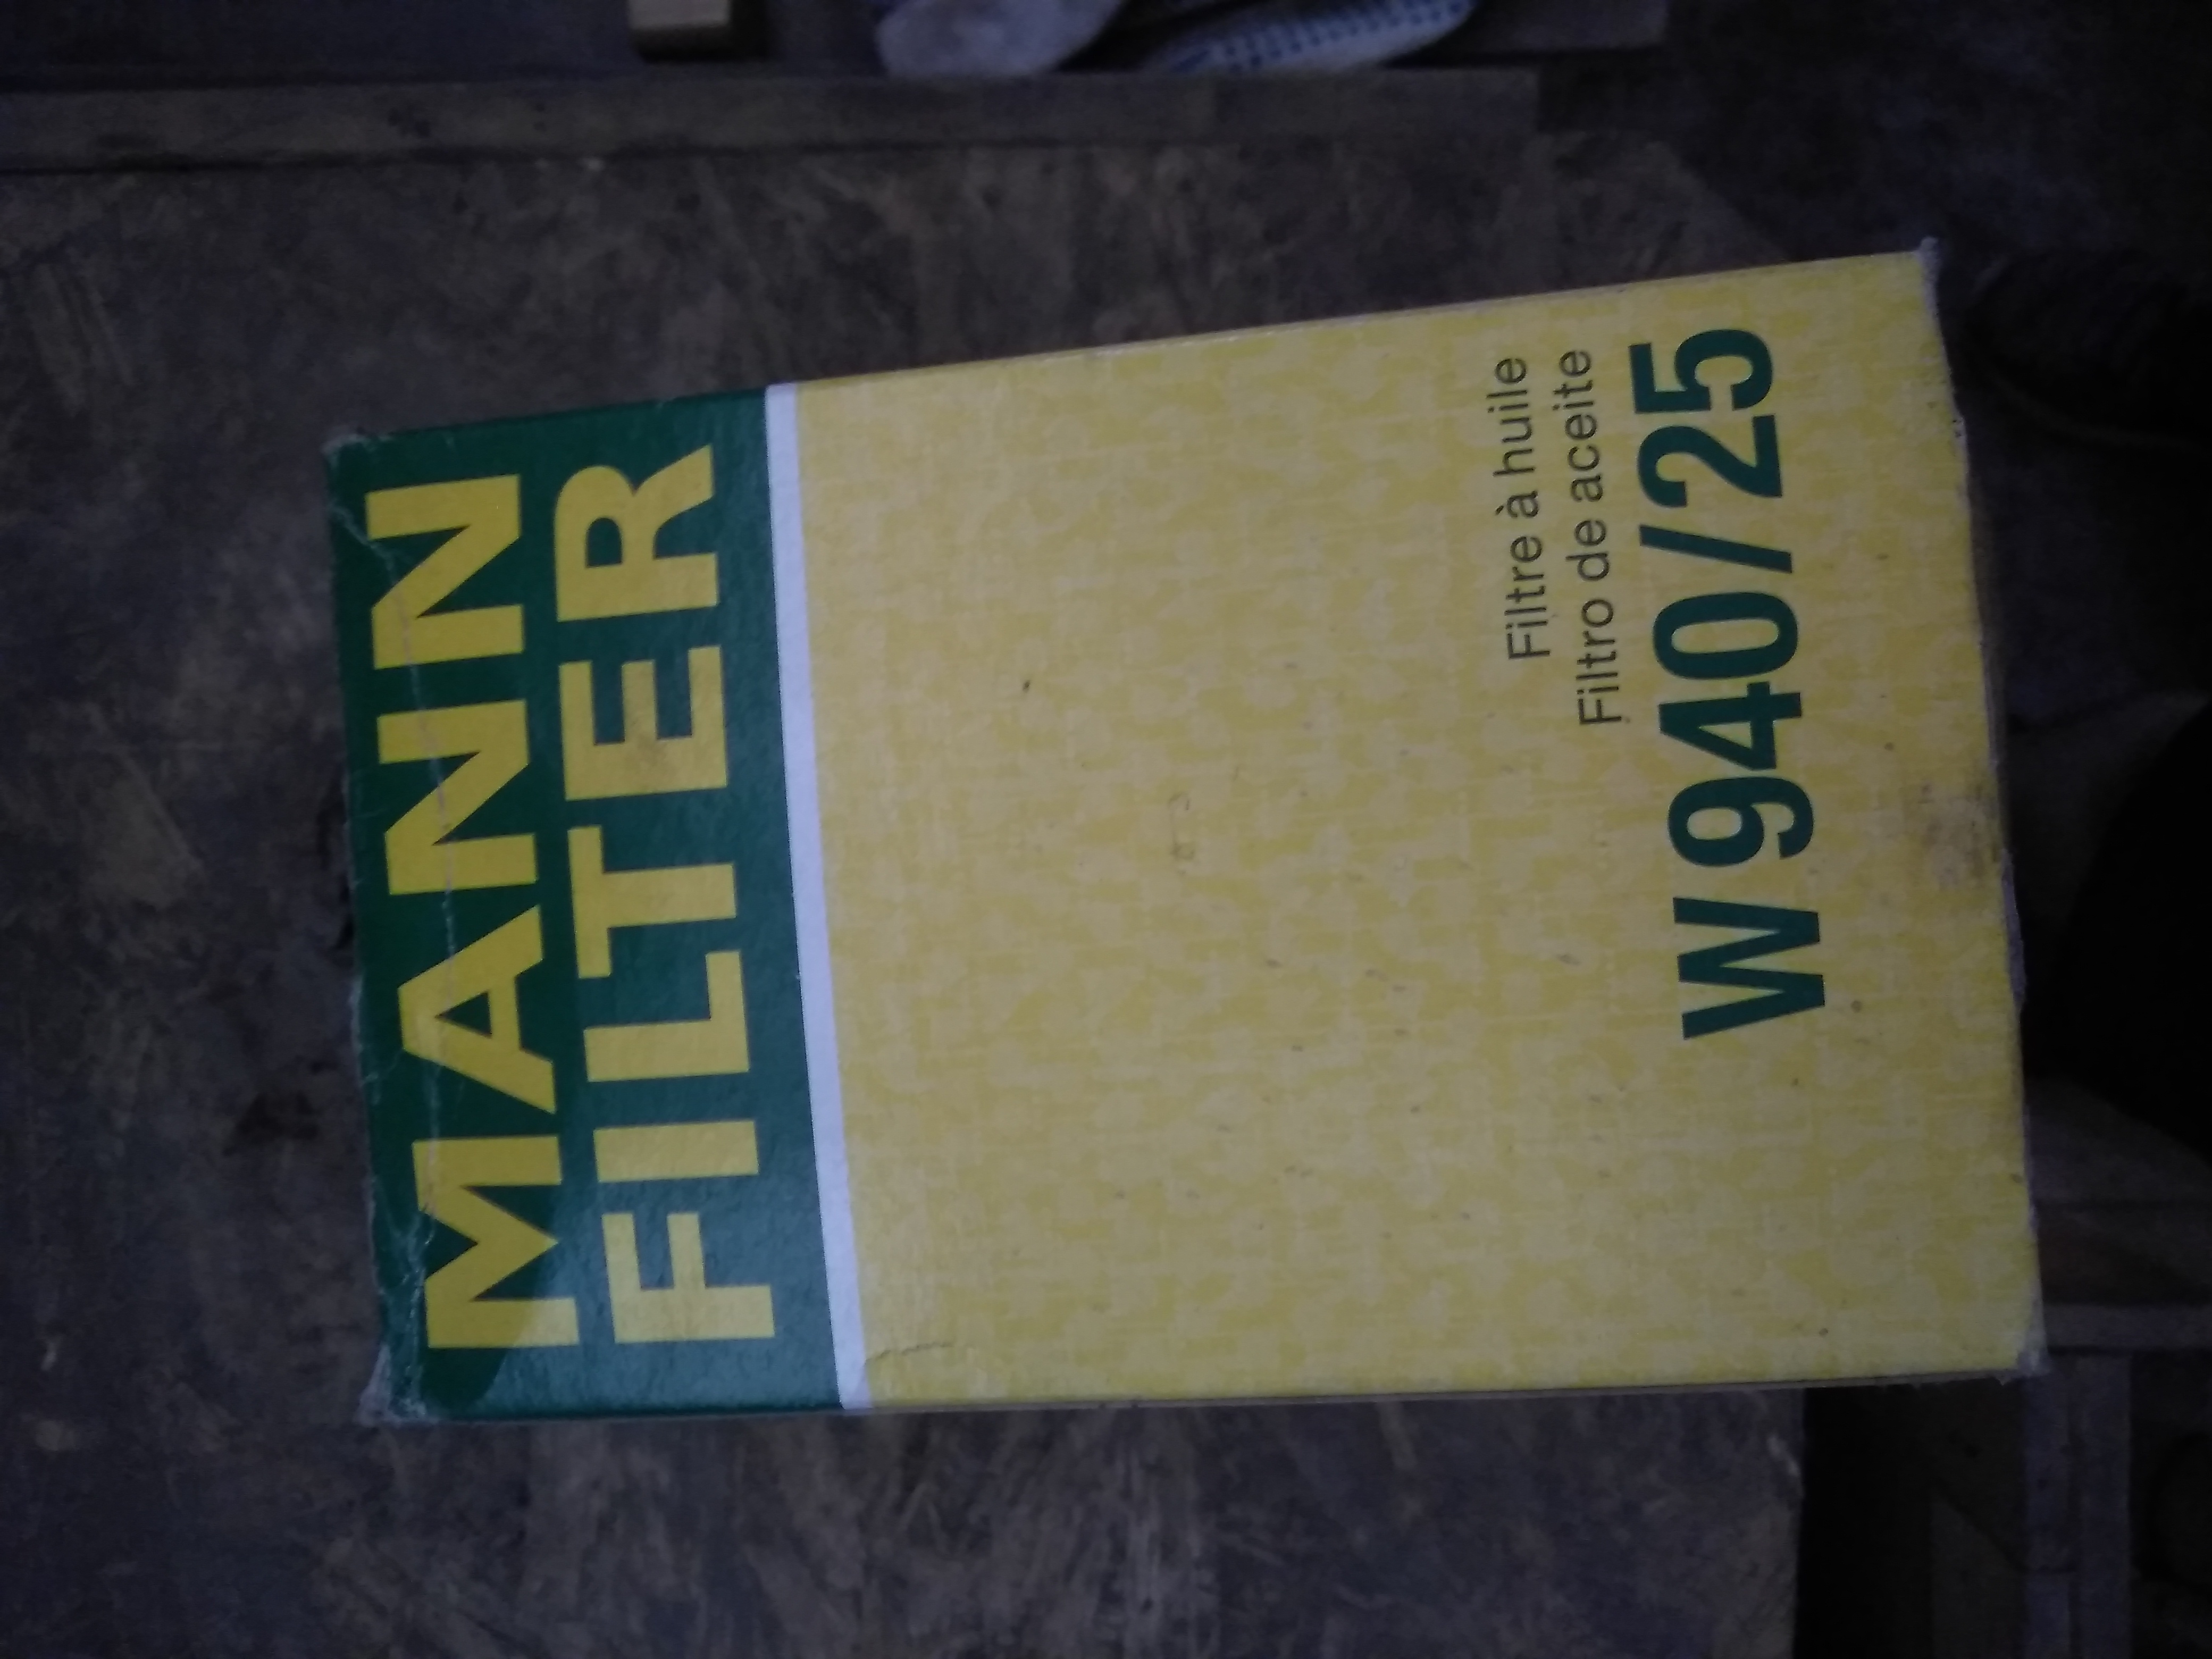 MANN
FILTER
Filtre à huile
Filtro de aceite
W 940/25